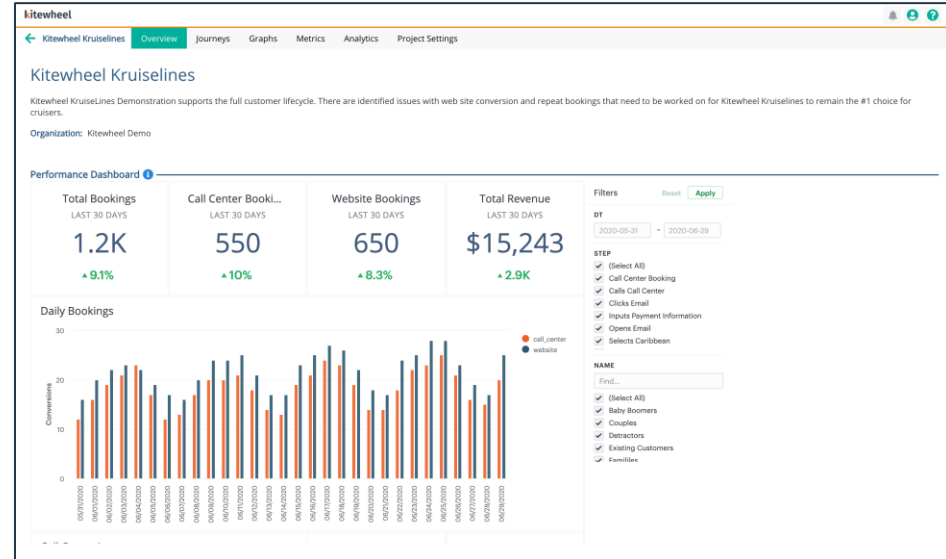 kitewheel
Kitewheel Kruiselines Overview Journeys Graphs Metrics Analytics Project Settings
Kitewheel Kruiselines
Kitewheel KruiseLines Demonstration supports the full customer lifecycle. There are identified issues with web site conversion and repeat bookings that need to be worked on for Kitewheel Kruiselines to remain the #1 choice for
cruisers.
Organization: Kitewheel Demo
Performance Dashboard
Total Bookings
LAST 30 DAYS
1.2K
9.1%
Call Center Booki...
LAST 30 DAYS
550
10%
Website Bookings
LAST 30 DAYS
650
8.3%
Total Revenue
LAST 30 DAYS
$15,243
2.9K
Filters Reset Apply
DT
2020-05-31 - 2020-06-29
STEP
(Select All)
Call Center Booking
Calls Call Center
Clicks Email
Inputs Payment Information
Opens Email
Selects Caribbean
NAME
Find...
(Select All)
Baby Boomers
Couples
Detractors
Existing Customers
Famililes
Daily Bookings
call_center
website
Conversions
30
20
10
0
05/31/2020
06/01/2020
06/02/2020
06/03/2020
06/04/2020
06/05/2020
06/06/2020
06/07/2020
06/08/2020
06/09/2020
06/10/2020
06/11/2020
06/12/2020
06/13/2020
06/14/2020
06/15/2020
06/16/2020
06/17/2020
06/18/2020
06/19/2020
06/20/2020
06/21/2020
06/22/2020
06/23/2020
06/24/2020
06/25/2020
06/26/2020
06/27/2020
06/28/2020
06/29/2020